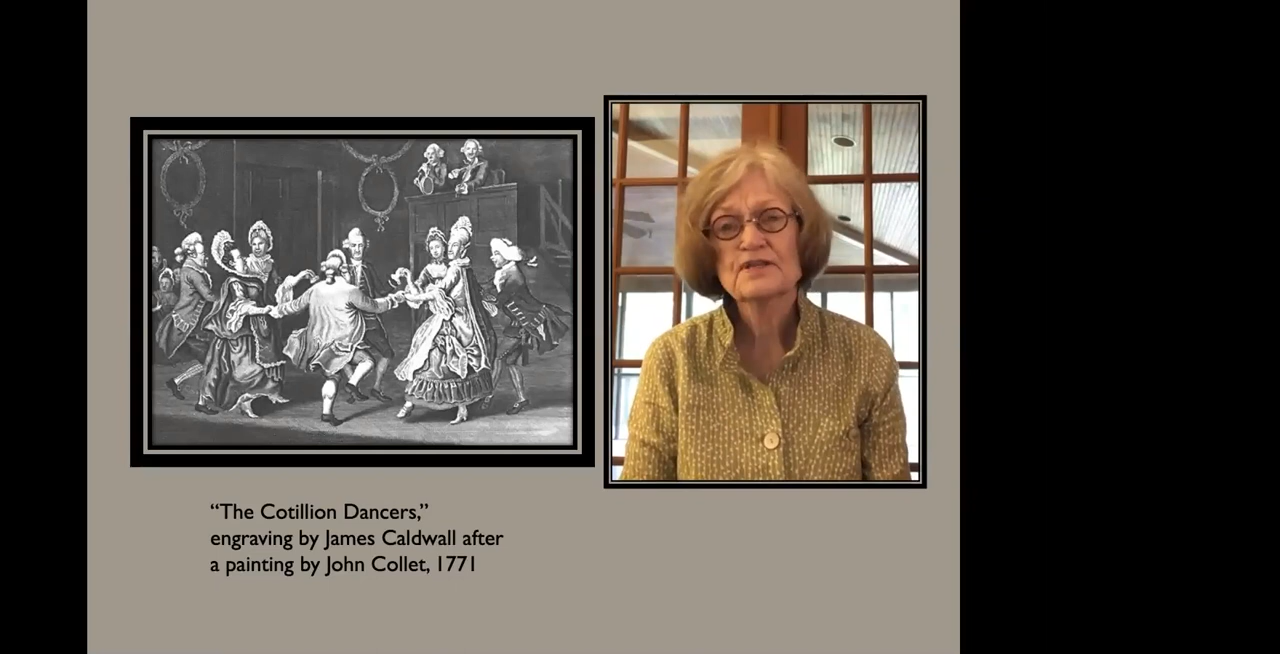 “The Cotillion Dancers,”
engraving by James Caldwall after
a painting by John Collet, 1771